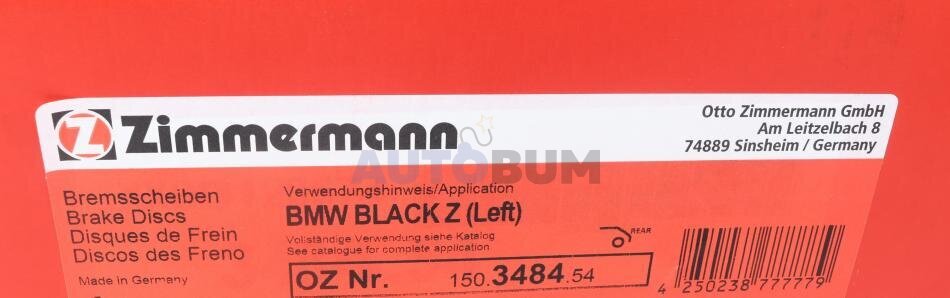 Zimmermann
Otto Zimmermann GmbH
Am Leitzelbach 8
74889 Sinsheim / Germany
AUTOBUM
Bremsscheiben
Brake Discs
Disques de Frein
Discos del Freno
Made in Germany
Verwendungshinweis/Application
BMW BLACK Z (Left)
Vollständige Verwendung siehe Katalog
See catalogue for complete application
REAR
OZ Nr. 150.3484.54
4 250238 777779